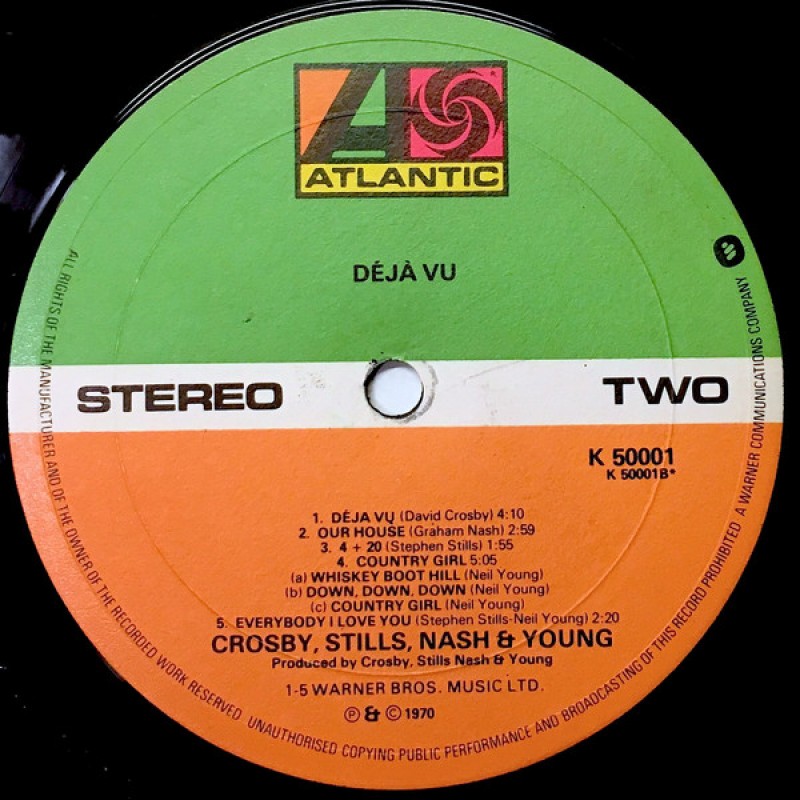 ATLANTIC
DÉJÀ VU
STEREO
TWO
K 50001
K 50001B*
1. DÉJA VU (David Crosby) 4:10
2. OUR HOUSE (Graham Nash) 2:59
3. 4 + 20 (Stephen Stills) 1:55
4. COUNTRY GIRL 5:05
(a) WHISKEY BOOT HILL (Neil Young)
(b) DOWN, DOWN, DOWN (Neil Young)
(c) COUNTRY GIRL (Neil Young)
5. EVERYBODY I LOVE YOU (Stephen Stills-Neil Young) 2:20
CROSBY, STILLS, NASH & YOUNG
Produced by Crosby, Stills Nash & Young
1-5 WARNER BROS. MUSIC LTD.
℗ & © 1970
ALL RIGHTS OF THE MANUFACTURER AND OF THE OWNER OF THE RECORDED WORK RESERVED UNAUTHORISED COPYING PUBLIC PERFORMANCE AND BROADCASTING OF THIS RECORD PROHIBITED A WARNER COMMUNICATIONS COMPANY